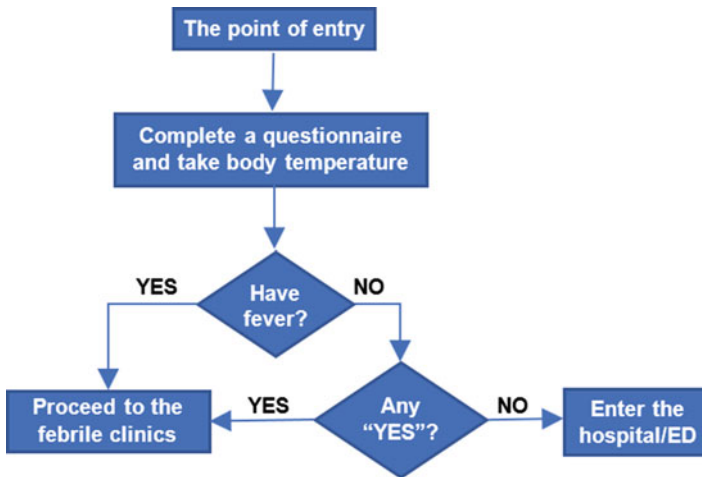 The point of entry
Complete a questionnaire
and take body temperature
YES
NO
Have
fever?
Proceed to the
febrile clinics
YES
Any
“YES”?
NO
Enter the
hospital/ED